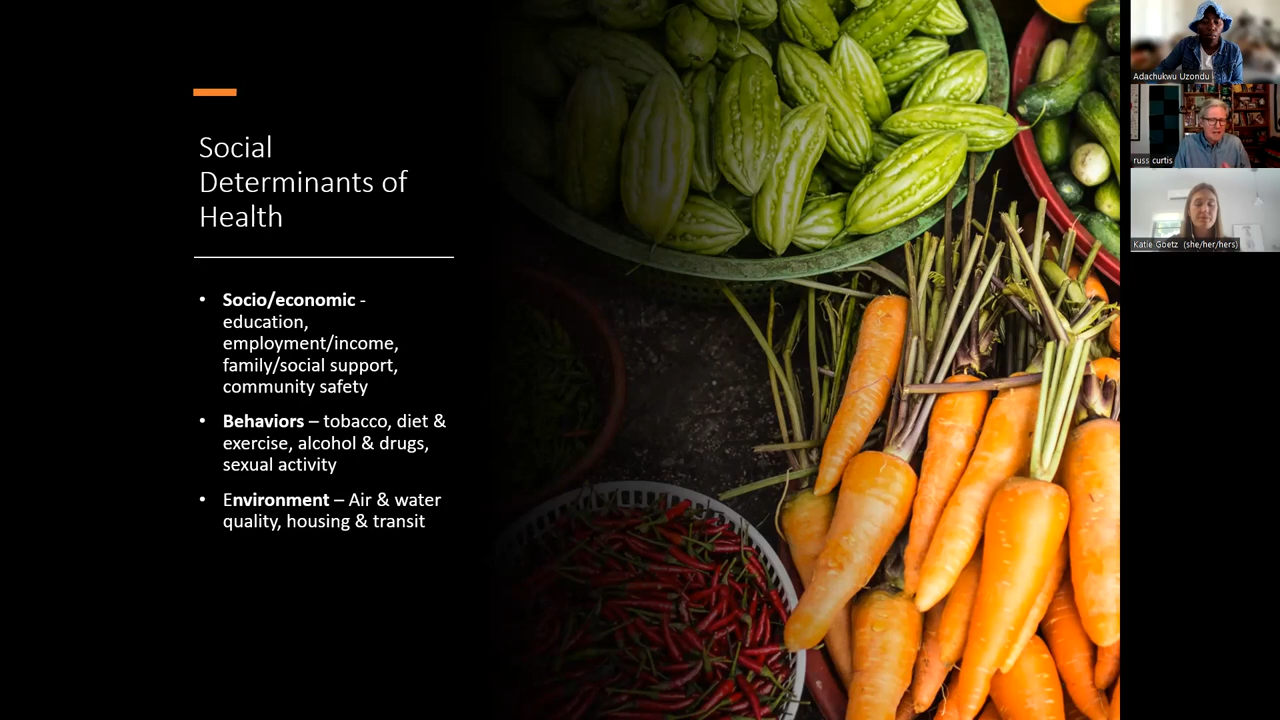 Social
Determinants of
Health
• Socio/economic -
education,
employment/income,
family/social support,
community safety
• Behaviors – tobacco, diet &
exercise, alcohol & drugs,
sexual activity
• Environment – Air & water
quality, housing & transit
Adachukwu Uzondu
russ curtis
Katie Goetz (she/her/hers)